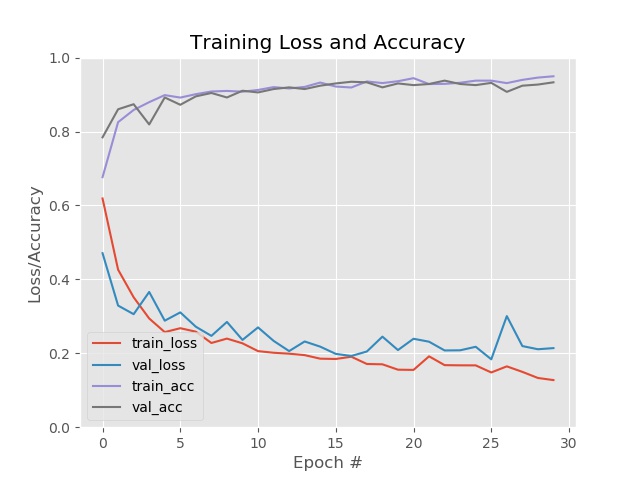 Training Loss and Accuracy
1.0
0.8
0.6
0.4
0.2
0.0
Loss/Accuracy
train_loss
val_loss
train_acc
val_acc
0 5 10 15 20 25 30
Epoch #